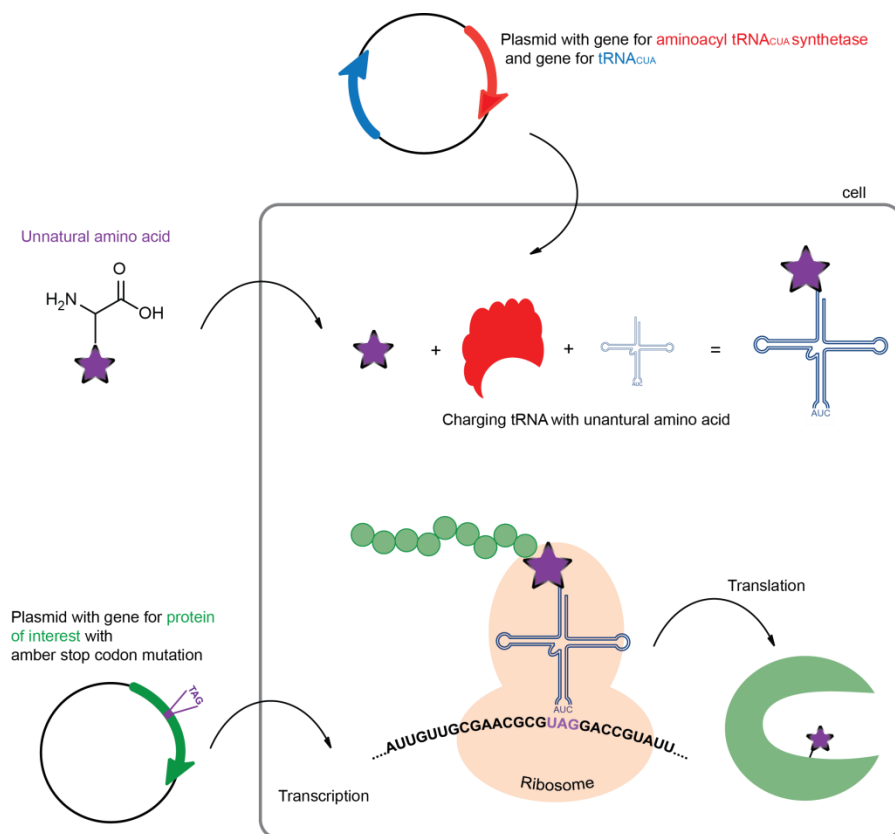 Plasmid with gene for aminoacyl tRNACUA synthetase
and gene for tRNACUA
cell
Unnatural amino acid
O
H2N
OH
+
+
=
AUC
AUC
Charging tRNA with unantural amino acid
Translation
Plasmid with gene for protein
of interest with
amber stop codon mutation
TAG
AUC
....AUUGUUGCGAACGCGUAGGACCGUAUU....
Ribosome
Transcription